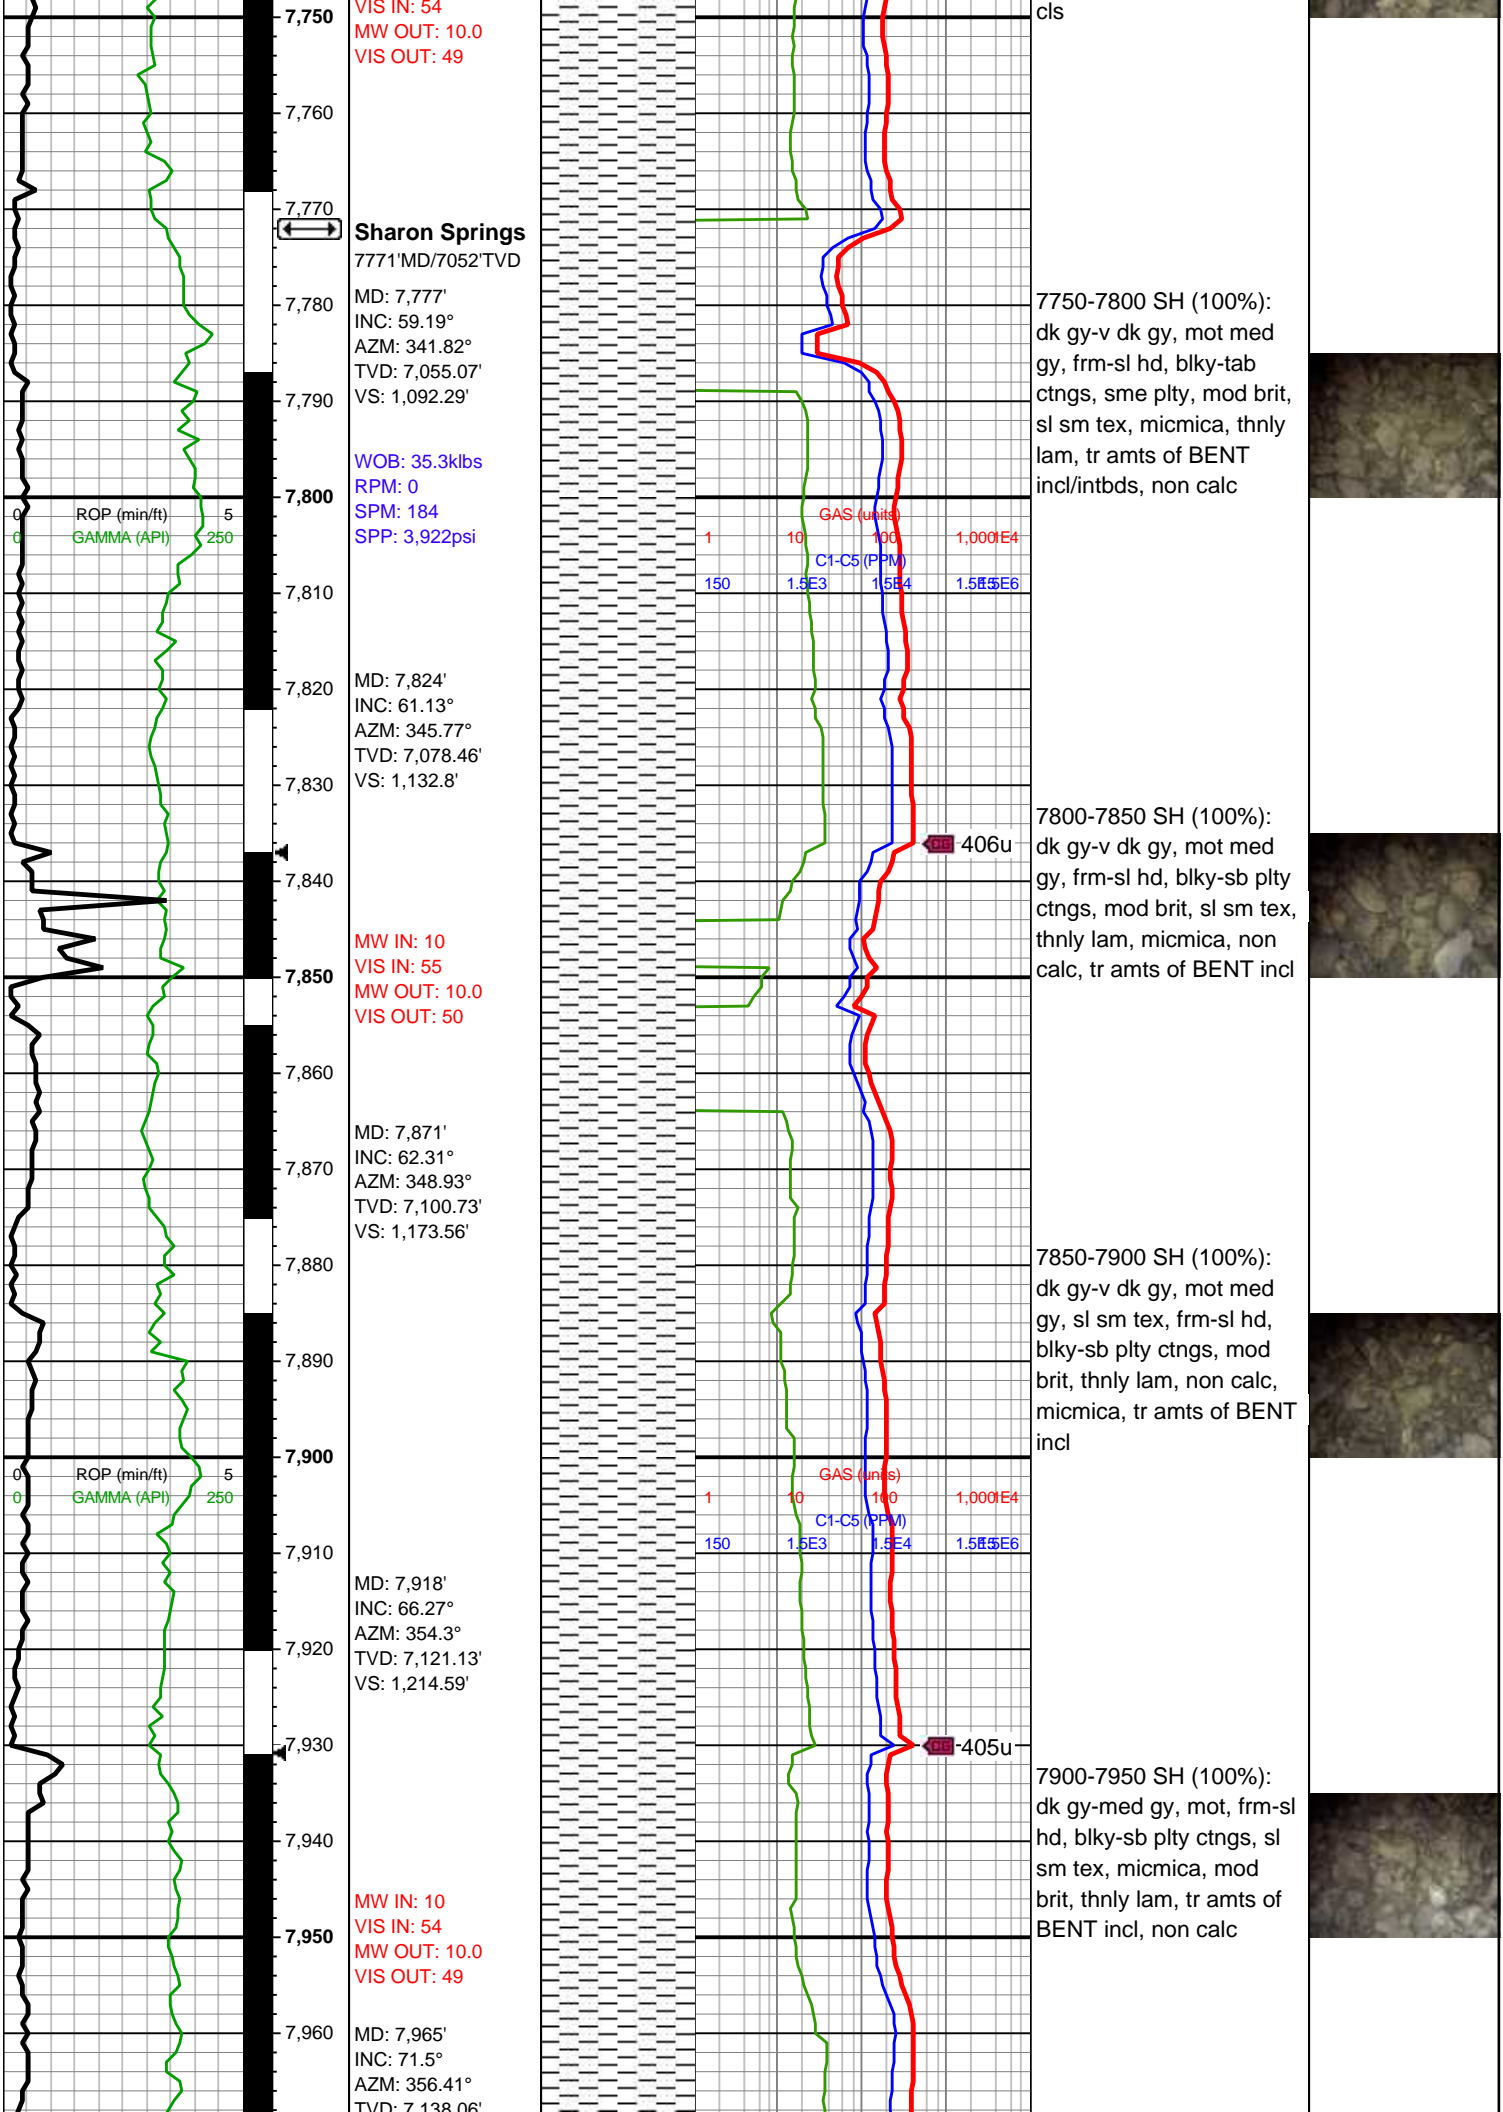 VIS IN: 54
MW OUT: 10.0
VIS OUT: 49
cls
7,750
7,760
7,770
Sharon Springs
7771'MD/7052'TVD
MD: 7,777'
INC: 59.19°
AZM: 341.82°
TVD: 7,055.07'
VS: 1,092.29'
7,780
7,790
7750-7800 SH (100%):
dk gy-v dk gy, mot med
gy, frm-sl hd, blky-tab
ctngs, sme plty, mod brit,
sl sm tex, micmica, thnly
lam, tr amts of BENT
incl/intbds, non calc
WOB: 35.3klbs
RPM: 0
SPM: 184
SPP: 3,922psi
7,800
0 ROP (min/ft) 5
0 GAMMA (API) 250
GAS (units)
1 10 100 1,000 1E4
C1-C5 (PPM)
150 1.5E3 1.5E4 1.5E5 1.5E6
7,810
7,820
MD: 7,824'
INC: 61.13°
AZM: 345.77°
TVD: 7,078.46'
VS: 1,132.8'
7,830
7800-7850 SH (100%):
dk gy-v dk gy, mot med
gy, frm-sl hd, blky-sb plty
ctngs, mod brit, sl sm tex,
thnly lam, micmica, non
calc, tr amts of BENT incl
CG 406u
7,840
MW IN: 10
VIS IN: 55
MW OUT: 10.0
VIS OUT: 50
7,850
7,860
MD: 7,871'
INC: 62.31°
AZM: 348.93°
TVD: 7,100.73'
VS: 1,173.56'
7,870
7,880
7,890
7850-7900 SH (100%):
dk gy-v dk gy, mot med
gy, sl sm tex, frm-sl hd,
blky-sb plty ctngs, mod
brit, thnly lam, non calc,
micmica, tr amts of BENT
incl
7,900
0 ROP (min/ft) 5
0 GAMMA (API) 250
GAS (units)
1 10 100 1,000 1E4
C1-C5 (PPM)
150 1.5E3 1.5E4 1.5E5 1.5E6
7,910
MD: 7,918'
INC: 66.27°
AZM: 354.3°
TVD: 7,121.13'
VS: 1,214.59'
7,920
7,930
CG 405u
7900-7950 SH (100%):
dk gy-med gy, mot, frm-sl
hd, blky-sb plty ctngs, sl
sm tex, micmica, mod
brit, thnly lam, tr amts of
BENT incl, non calc
7,940
MW IN: 10
VIS IN: 54
MW OUT: 10.0
VIS OUT: 49
7,950
7,960
MD: 7,965'
INC: 71.5°
AZM: 356.41°
TVD: 7,138.06'